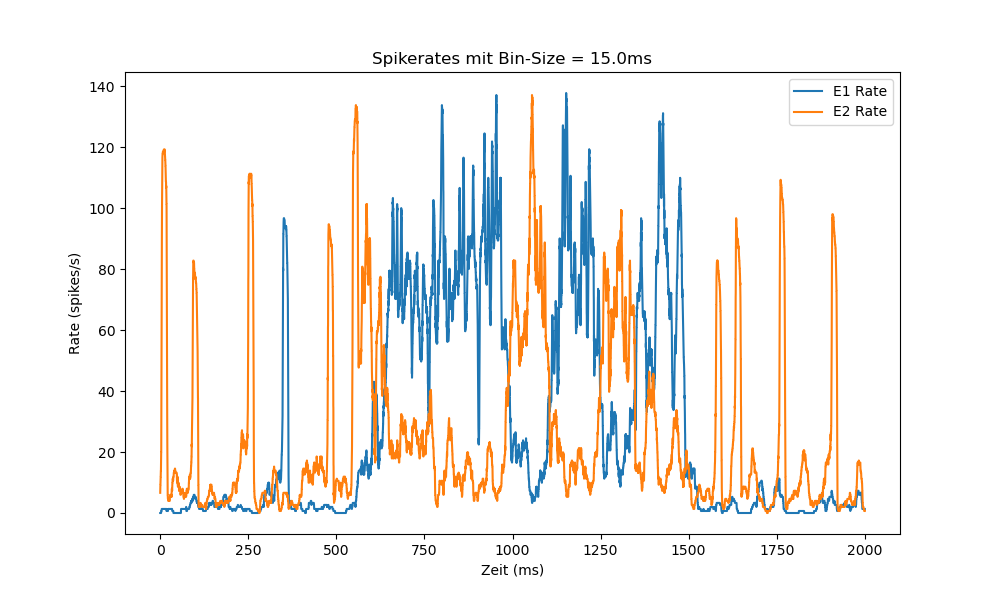 Spikerates mit Bin-Size = 15.0ms
E1 Rate
E2 Rate
140
120
100
80
60
40
20
0
Rate (spikes/s)
0 250 500 750 1000 1250 1500 1750 2000
Zeit (ms)